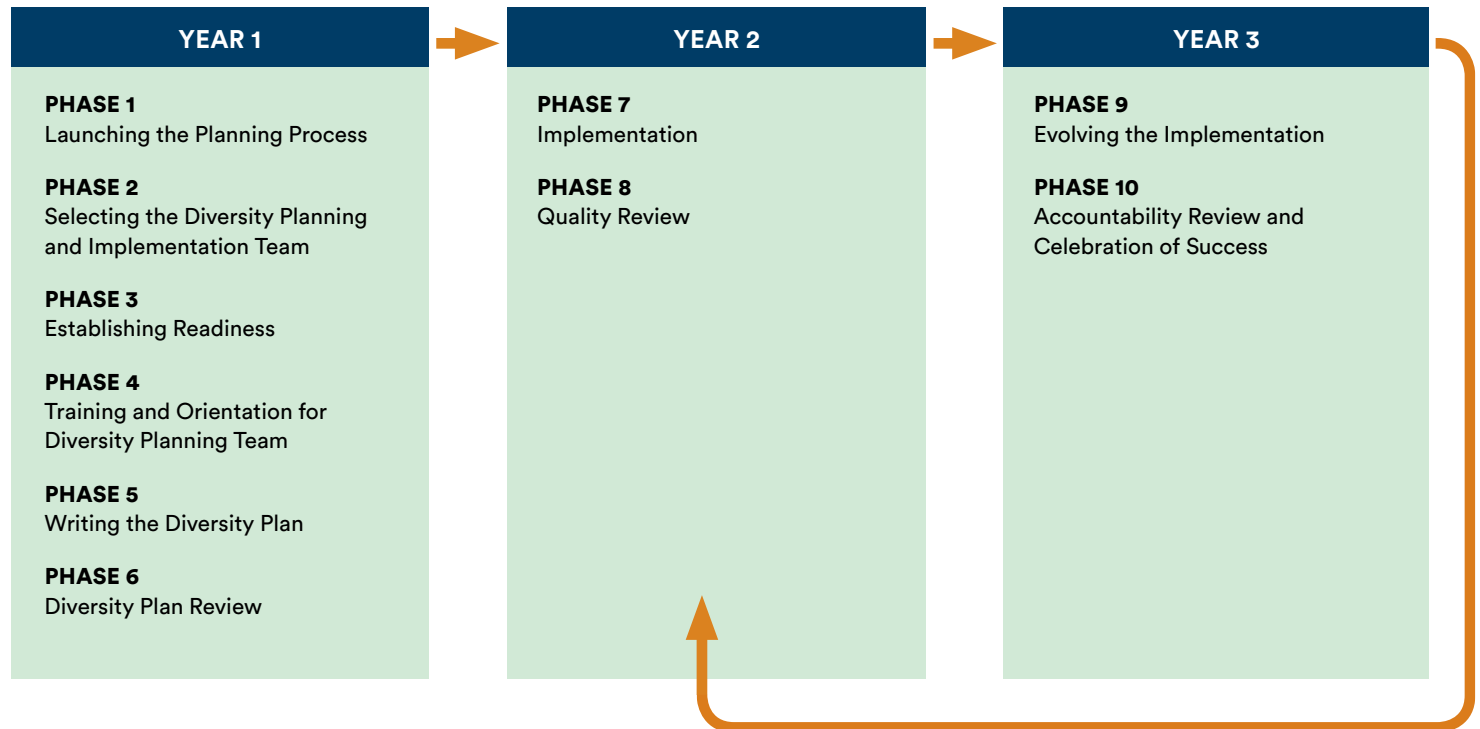 YEAR 1
PHASE 1
Launching the Planning Process
PHASE 2
Selecting the Diversity Planning
and Implementation Team
PHASE 3
Establishing Readiness
PHASE 4
Training and Orientation for
Diversity Planning Team
PHASE 5
Writing the Diversity Plan
PHASE 6
Diversity Plan Review
YEAR 2
PHASE 7
Implementation
PHASE 8
Quality Review
YEAR 3
PHASE 9
Evolving the Implementation
PHASE 10
Accountability Review and
Celebration of Success